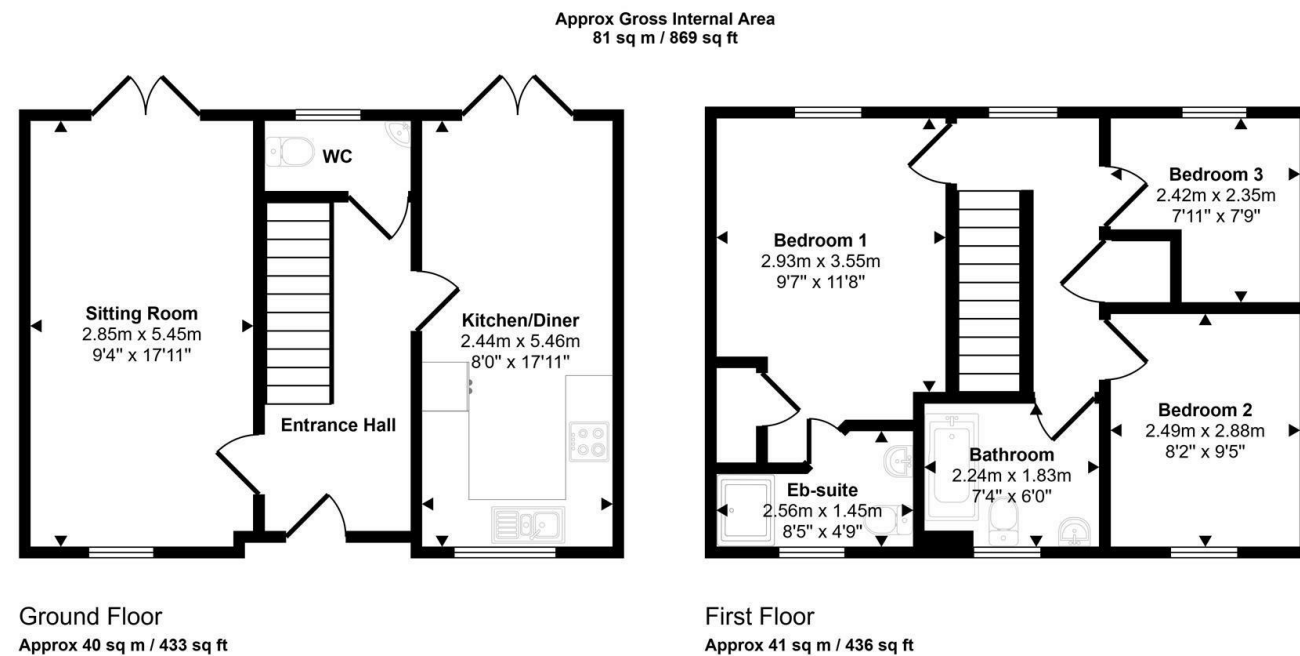 Approx Gross Internal Area
81 sq m / 869 sq ft
WC
Sitting Room
2.85m x 5.45m
9'4" x 17'11"
Kitchen/Diner
2.44m x 5.46m
8'0" x 17'11"
Entrance Hall
Bedroom 3
2.42m x 2.35m
7'11" x 7'9"
Bedroom 1
2.93m x 3.55m
9'7" x 11'8"
Bedroom 2
2.49m x 2.88m
8'2" x 9'5"
Bathroom
2.24m x 1.83m
7'4" x 6'0"
Eb-suite
2.56m x 1.45m
8'5" x 4'9"
Ground Floor
Approx 40 sq m / 433 sq ft
First Floor
Approx 41 sq m / 436 sq ft